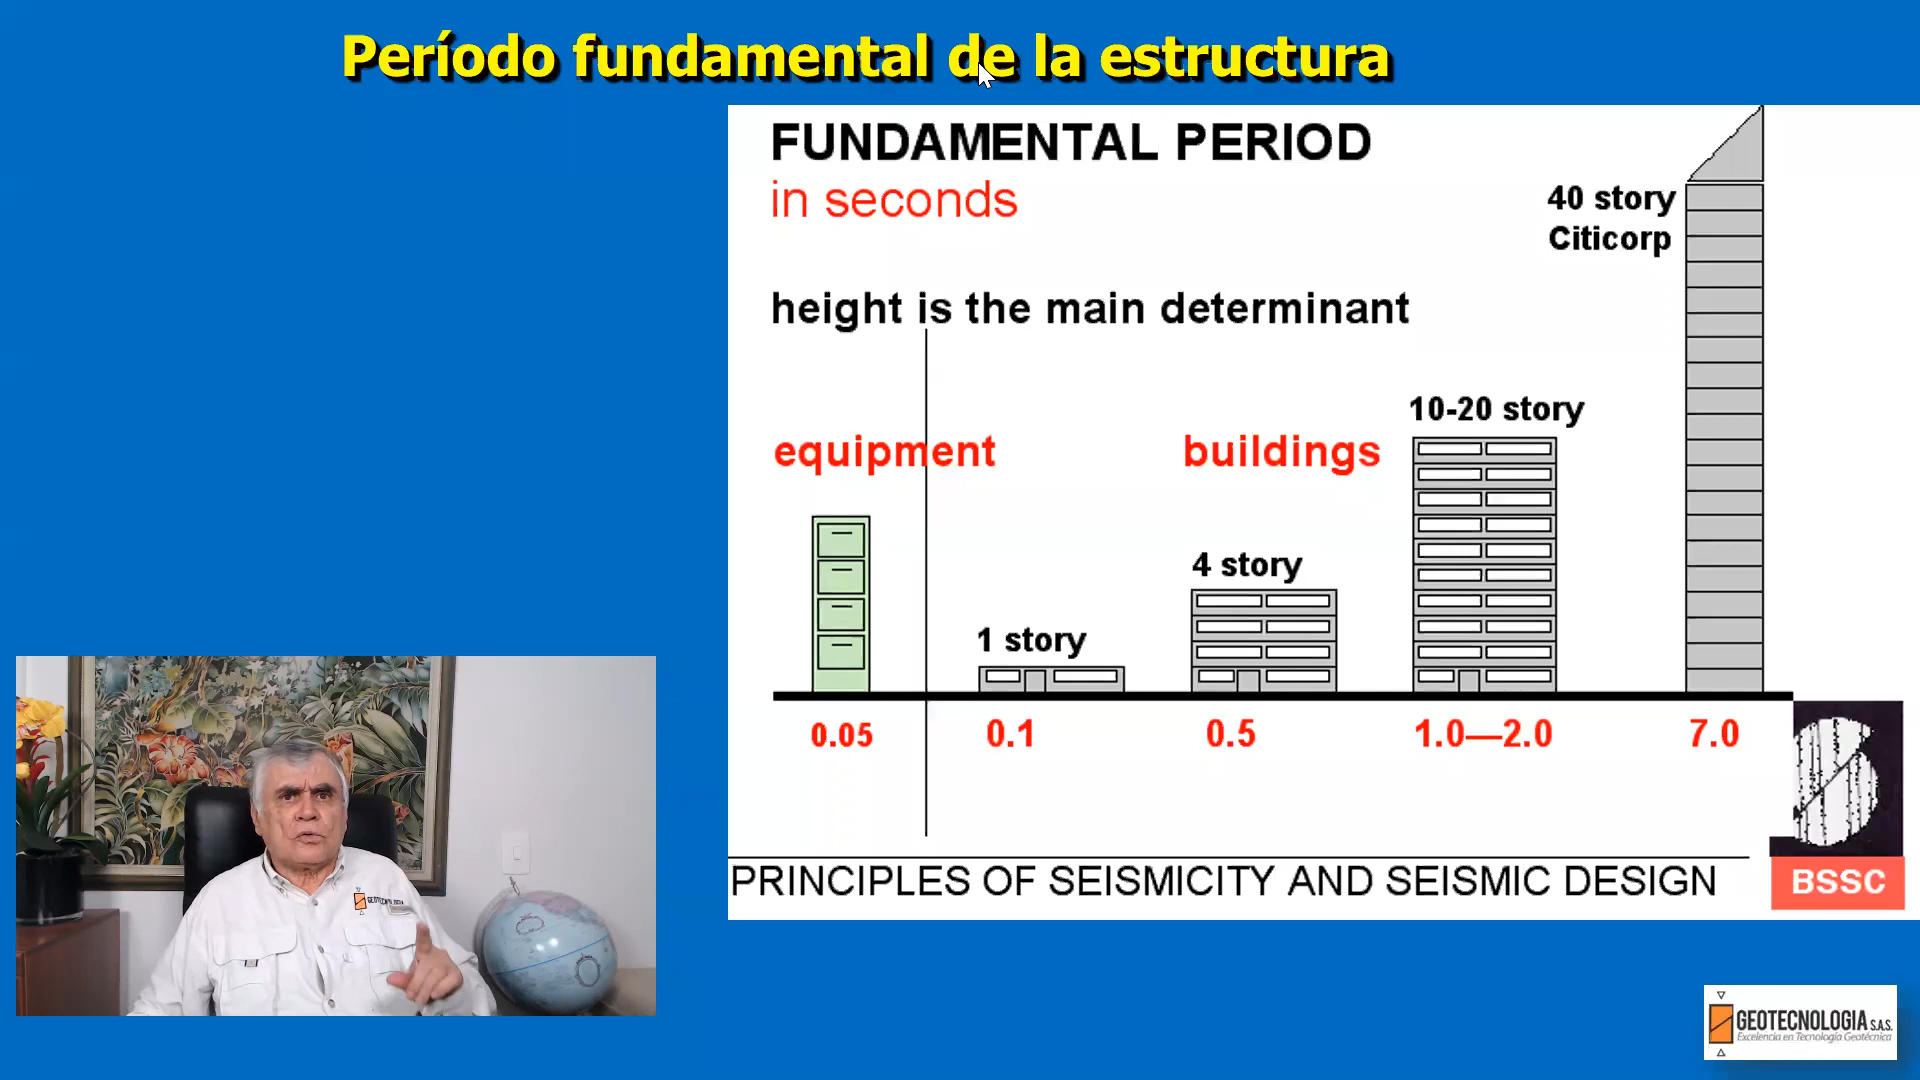 Período fundamental de la estructura
FUNDAMENTAL PERIOD
in seconds
40 story
Citicorp
height is the main determinant
10-20 story
equipment
buildings
4 story
1 story
0.05
0.1
0.5
1.0—2.0
7.0
PRINCIPLES OF SEISMICITY AND SEISMIC DESIGN
BSSC
GEOTECNOLOGIA
GEOTECNOLOGIA S.A.S.
Excelencia en Tecnología Geotécnica